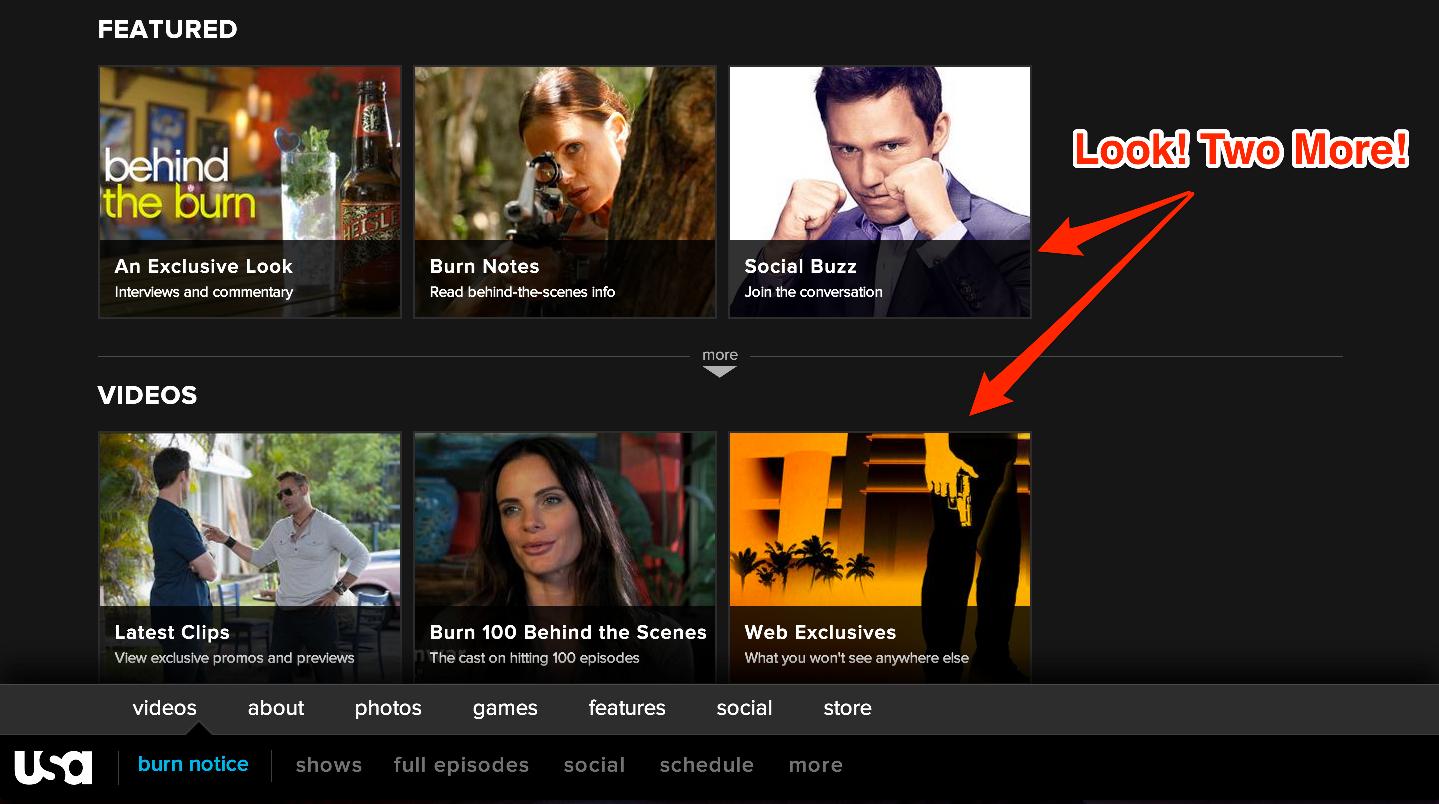 FEATURED
Look! Two More!
behind
the burn
An Exclusive Look
Interviews and commentary
Burn Notes
Read behind-the-scenes info
Social Buzz
Join the conversation
more
VIDEOS
Latest Clips
View exclusive promos and previews
Burn 100 Behind the Scenes
The cast on hitting 100 episodes
Web Exclusives
What you won't see anywhere else
videos about photos games features social store
usa burn notice shows full episodes social schedule more